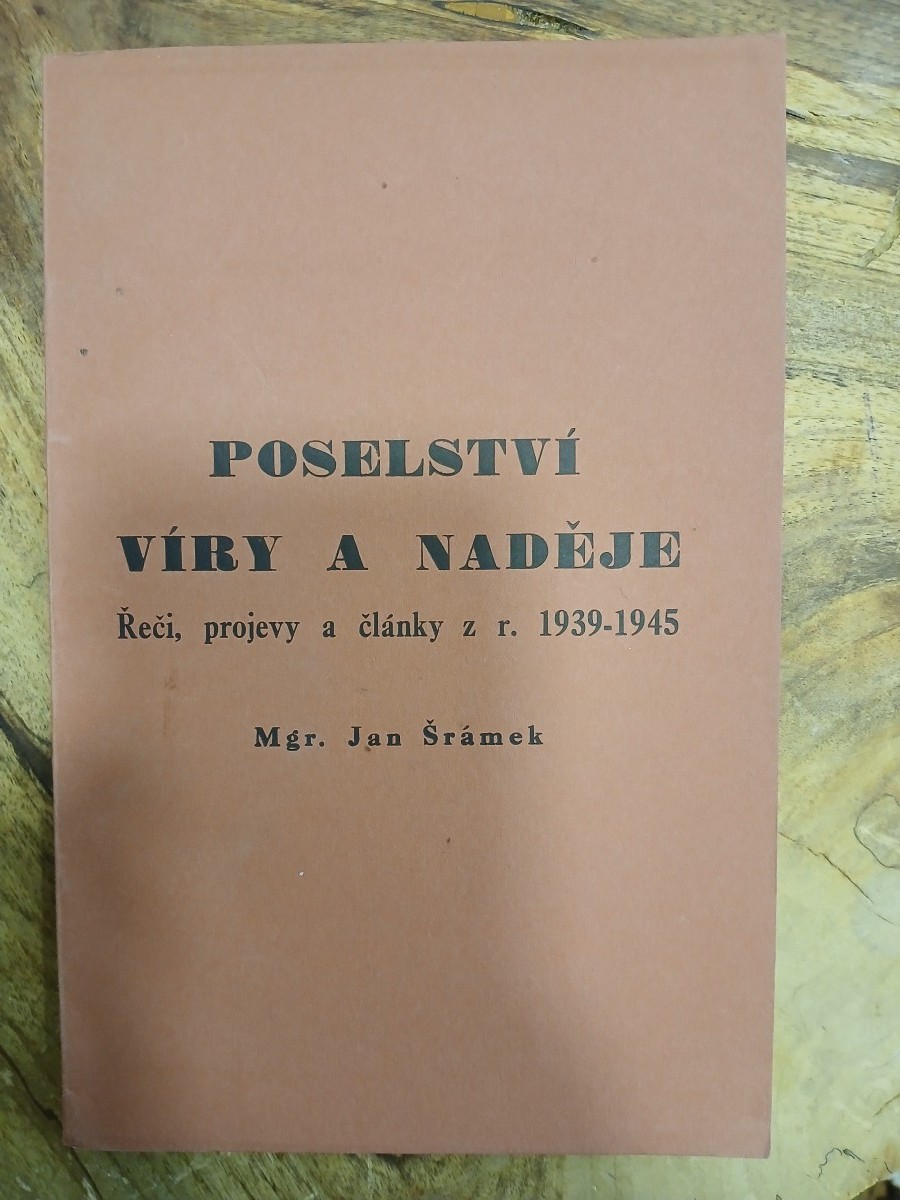 POSELSTVÍ
VÍRY A NADĚJE
Řeči, projevy a články z r. 1939-1945
Mgr. Jan Šrámek